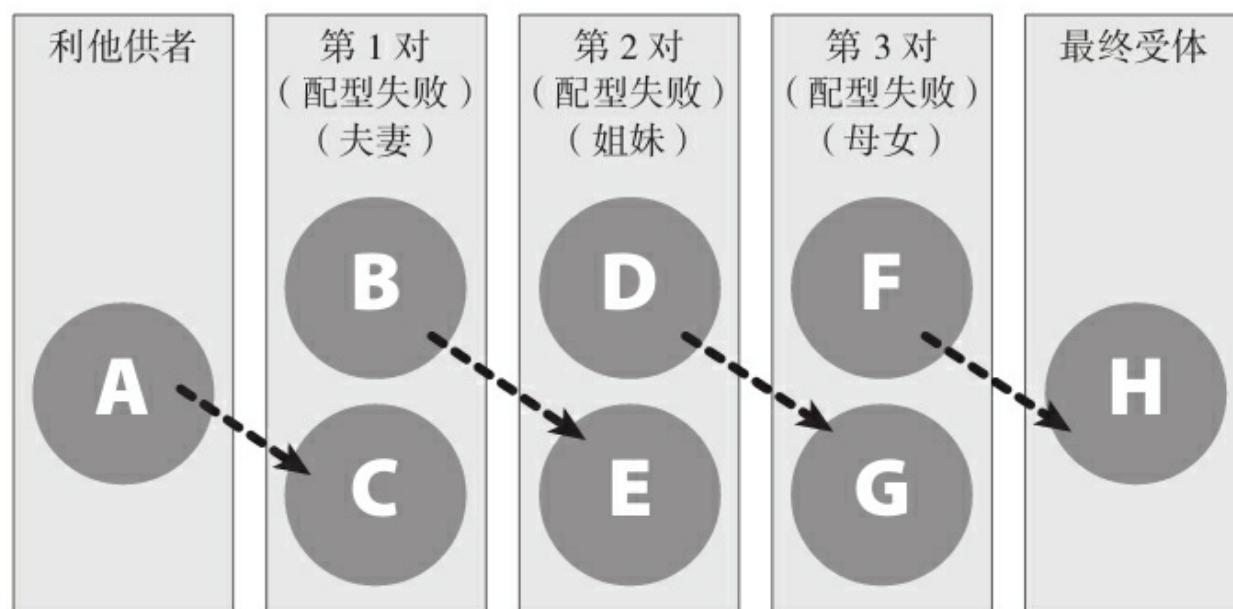 利他供者
第 1 对
（配型失败）
（夫妻）
第 2 对
（配型失败）
（姐妹）
第 3 对
（配型失败）
（母女）
最终受体
A
B
C
D
E
F
G
H